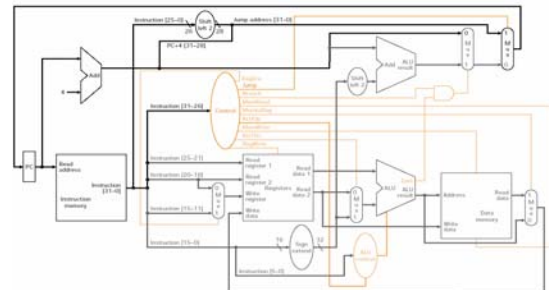 Instruction [25–0]
Shift
left 2
Jump address [31–0]
26
28
PC+4 [31–28]
Add
4
Add
ALU
result
0
M
u
x
1
1
M
u
x
0
Shift
left 2
RegDst
Jump
Branch
MemRead
MemtoReg
ALUOp
MemWrite
ALUSrc
RegWrite
Control
Instruction [31–26]
PC
Read
address
Instruction
[31–0]
Instruction
memory
Instruction [25–21]
Instruction [20–16]
Instruction [15–11]
Instruction [15–0]
Instruction [5–0]
0
M
u
x
1
Read
register 1
Read
register 2
Registers
Write
register
Write
data
Read
data 1
Read
data 2
0
M
u
x
1
Zero
ALU
ALU
result
Address
Read
data
Data
memory
Write
data
1
M
u
x
0
16
32
Sign
extend
ALU
control